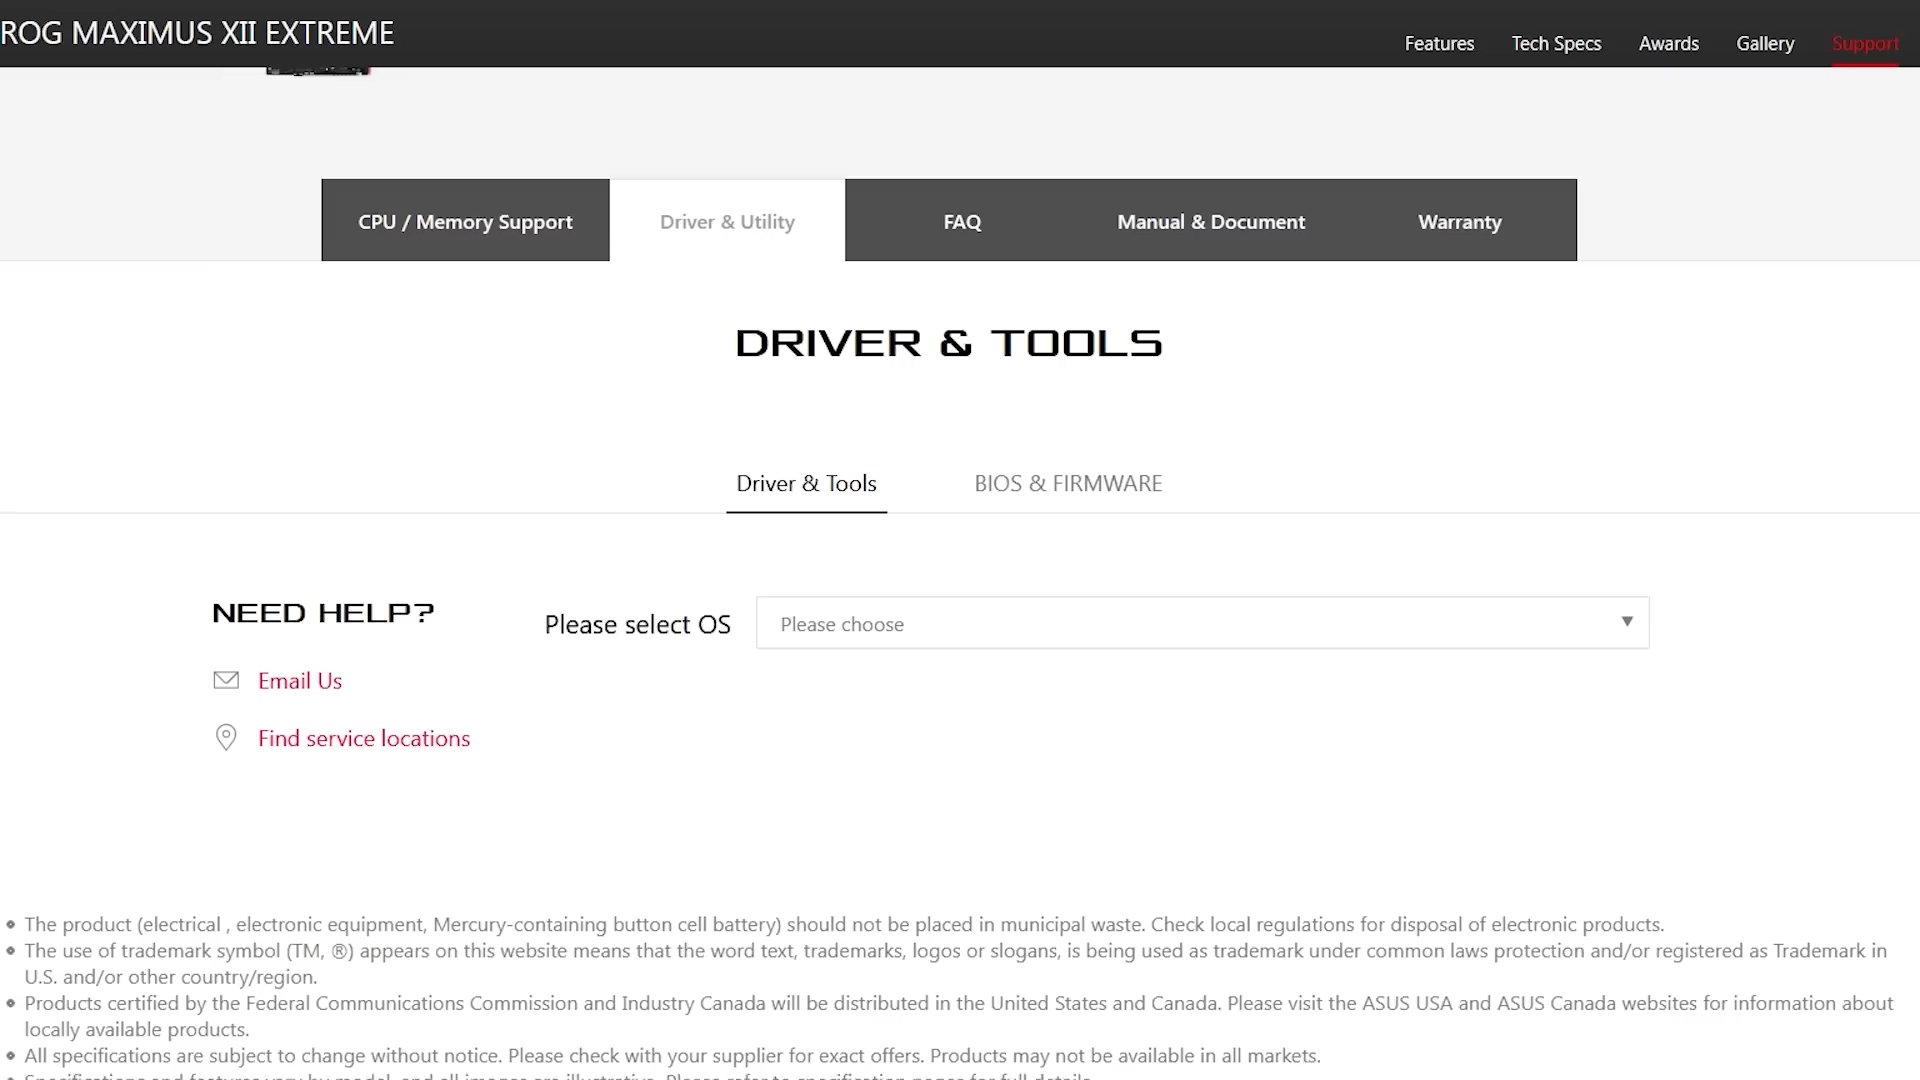 ROG MAXIMUS XII EXTREME
Features Tech Specs Awards Gallery Support
CPU / Memory Support Driver & Utility FAQ Manual & Document Warranty
DRIVER & TOOLS
Driver & Tools BIOS & FIRMWARE
NEED HELP?
Please select OS Please choose
Email Us
Find service locations
The product (electrical , electronic equipment, Mercury-containing button cell battery) should not be placed in municipal waste. Check local regulations for disposal of electronic products.
The use of trademark symbol (TM, ®) appears on this website means that the word text, trademarks, logos or slogans, is being used as trademark under common laws protection and/or registered as Trademark in
U.S. and/or other country/region.
Products certified by the Federal Communications Commission and Industry Canada will be distributed in the United States and Canada. Please visit the ASUS USA and ASUS Canada websites for information about
locally available products.
All specifications are subject to change without notice. Please check with your supplier for exact offers. Products may not be available in all markets.
Specifications and features vary by model, and all images are illustrative. Please refer to specification pages for full details.